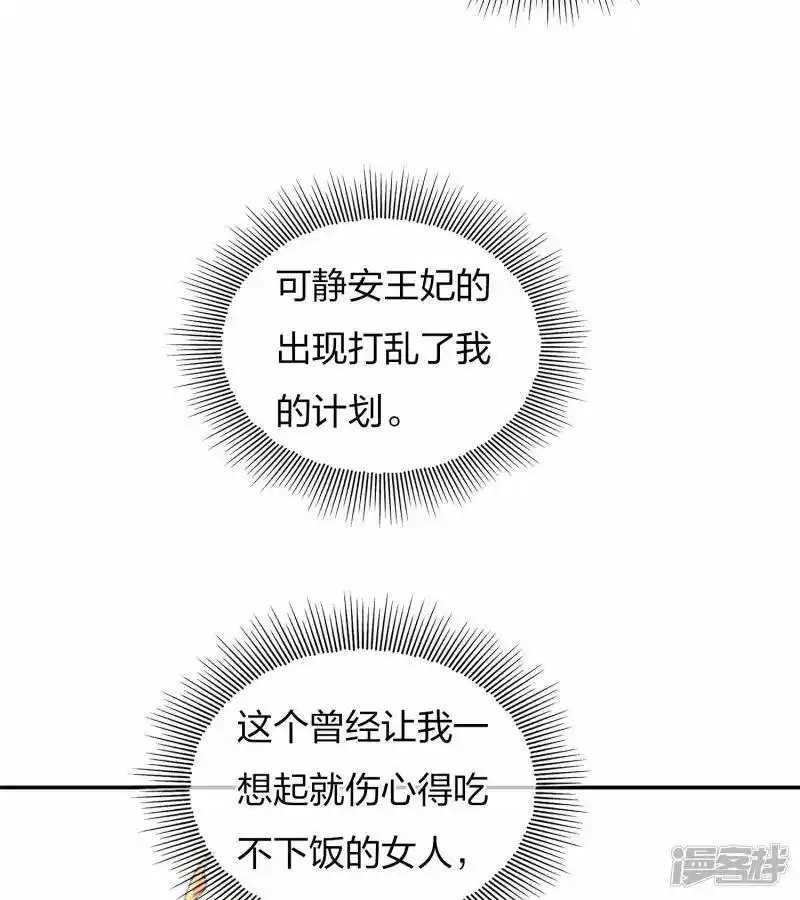 可静安王妃的
出现打乱了我
的计划。
这个曾经让我一
想起就伤心得吃
不下饭的女人，
漫客栈